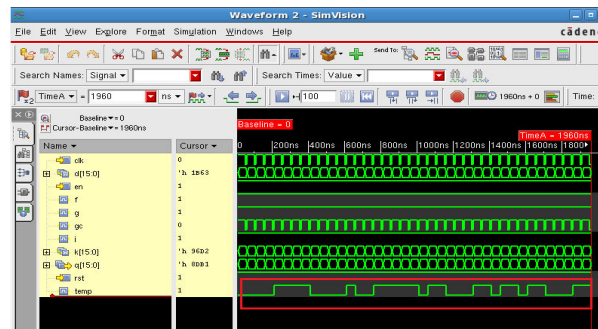 Waveform 2 - SimVision
File Edit View Explore Format Simulation Windows Help cāden
Send To:
Search Names: Signal Search Times: Value
TimeA = 1960 ns 100 1960ns + 0 Time:
Baseline = 0
Cursor-Baseline = 1960ns
Baseline = 0
TimeA = 1960ns
Name Cursor 0 200ns 400ns 600ns 800ns 1000ns 1200ns 1400ns 1600ns 1800
clk 0
d[15:0] 'h 1B63
en 1
f 1
g 1
gc 0
i 1
k[15:0] 'h 96D2
q[15:0] 'h 8DB1
rst 1
temp 1